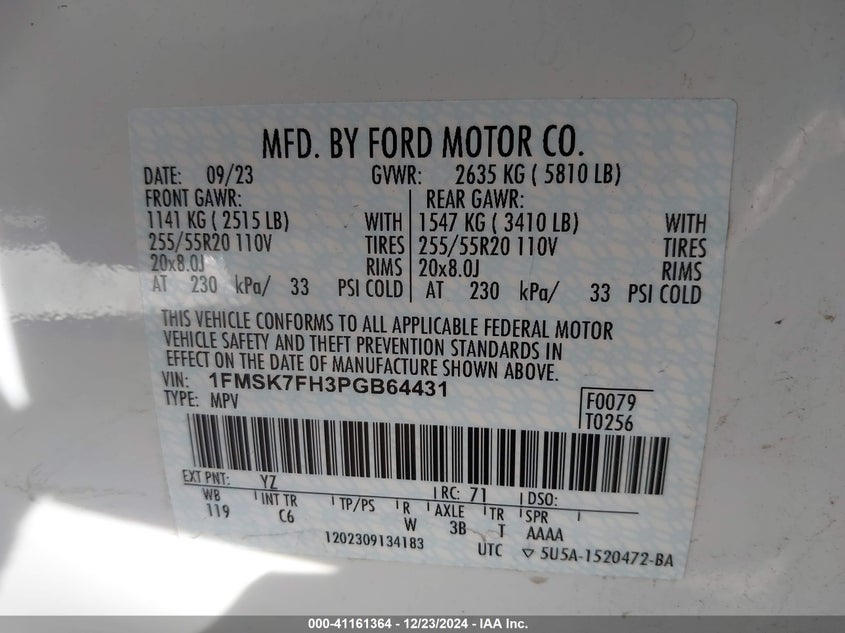 MFD. BY FORD MOTOR CO.
DATE: 09/23 GVWR: 2635 KG ( 5810 LB)
FRONT GAWR: REAR GAWR:
1141 KG ( 2515 LB) WITH 1547 KG ( 3410 LB) WITH
255/55R20 110V TIRES 255/55R20 110V TIRES
20x8.0J RIMS 20x8.0J RIMS
AT 230 kPa/ 33 PSI COLD AT 230 kPa/ 33 PSI COLD
THIS VEHICLE CONFORMS TO ALL APPLICABLE FEDERAL MOTOR
VEHICLE SAFETY AND THEFT PREVENTION STANDARDS IN
EFFECT ON THE DATE OF MANUFACTURE SHOWN ABOVE.
VIN: 1FMSK7FH3PGB64431
TYPE: MPV F0079
T0256
EXT PNT: YZ RC: 71 DSO:
WB INT TR TP/PS R AXLE TR SPR
119 C6 W 3B T AAAA
1202309134183 UTC ▽ 5U5A-1520472-BA
000-41161364 - 12/23/2024 - IAA Inc.